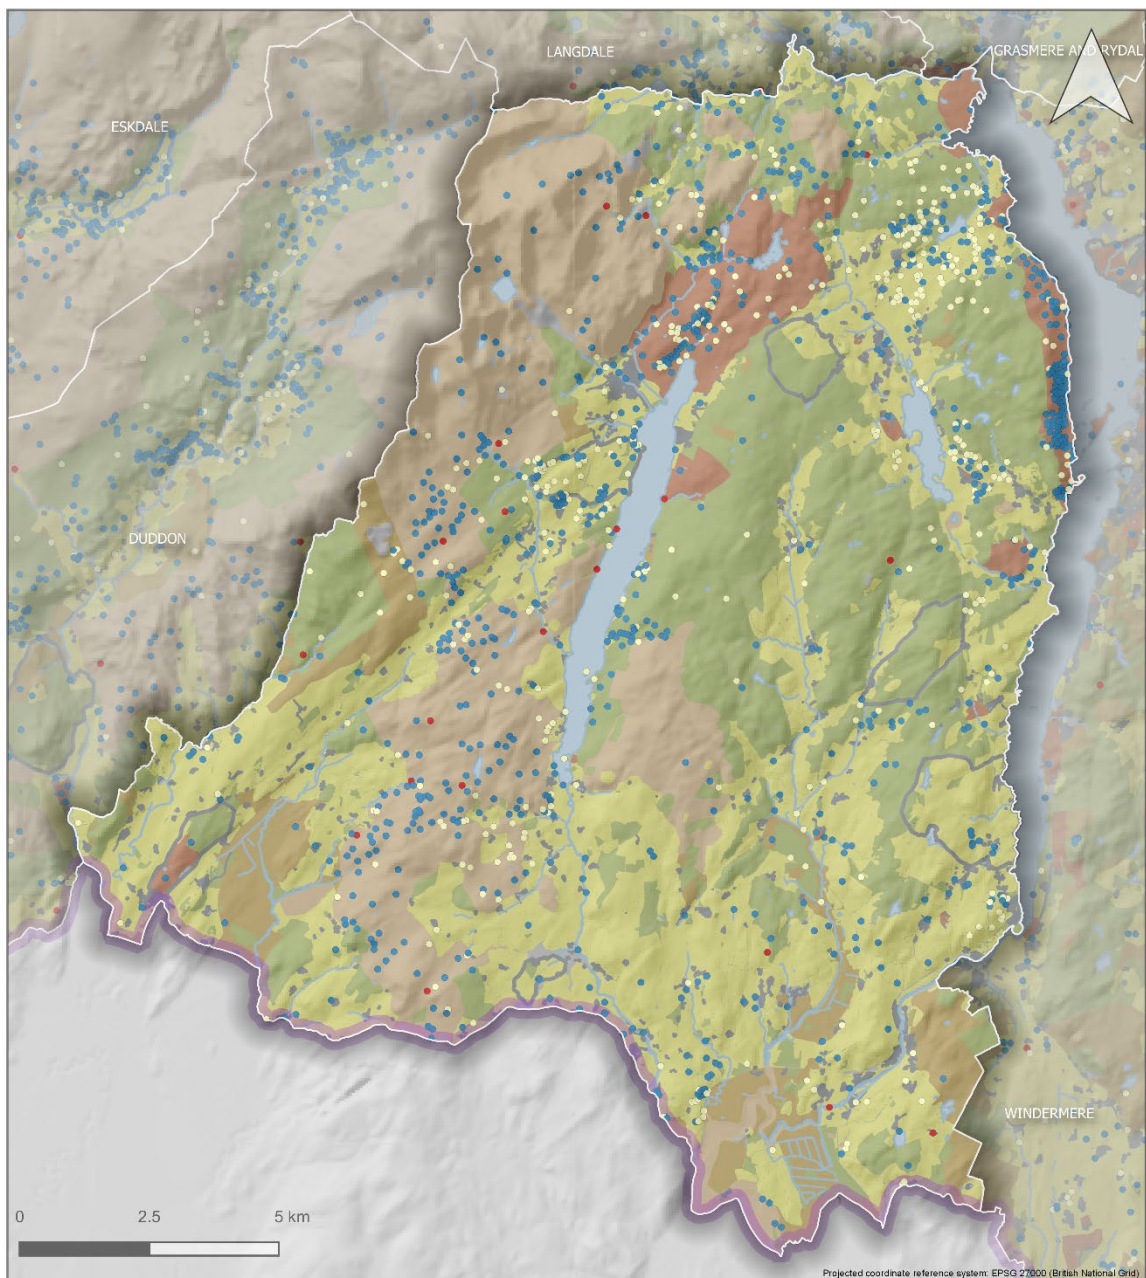 LANGDALE
GRASMERE AND RYDAL
ESKDALE
DUDDON
WINDERMERE
0 2.5 5 km
Projected coordinate reference system: EPSG 27000 (British National Grid)